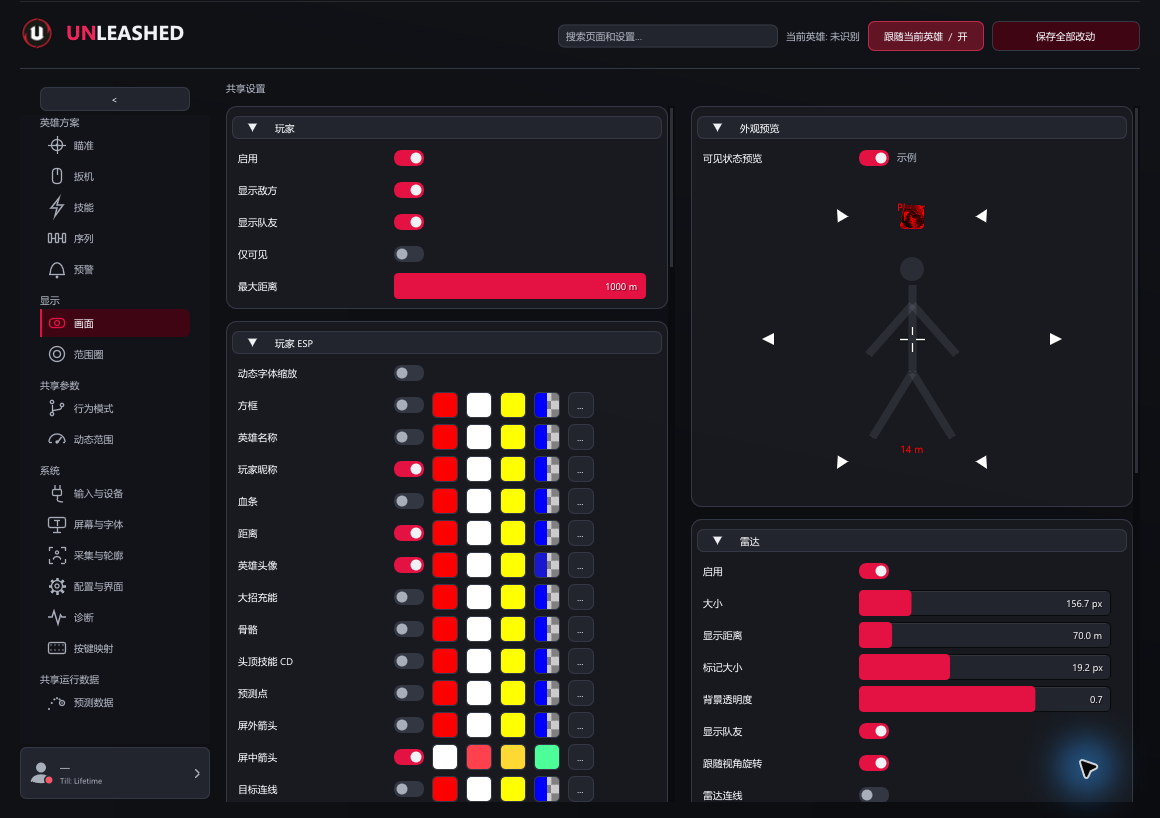 UNLEASHED
搜索页面和设置...
当前英雄: 未识别
跟随当前英雄 / 开
保存全部改动
<
英雄方案
瞄准
扳机
技能
序列
预警
显示
画面
范围圈
共享参数
行为模式
动态范围
系统
输入与设备
屏幕与字体
采集与轮廓
配置与界面
诊断
按键映射
共享运行数据
预测数据
—
Till: Lifetime
共享设置
▼ 玩家
启用
显示敌方
显示队友
仅可见
最大距离 1000 m
▼ 玩家 ESP
动态字体缩放
方框 ...
英雄名称 ...
玩家昵称 ...
血条 ...
距离 ...
英雄头像 ...
大招充能 ...
骨骼 ...
头顶技能 CD ...
预测点 ...
屏外箭头 ...
屏中箭头 ...
目标连线 ...
▼ 外观预览
可见状态预览 示例
14 m
▼ 雷达
启用
大小 156.7 px
显示距离 70.0 m
标记大小 19.2 px
背景透明度 0.7
显示队友
跟随视角旋转
雷达连线